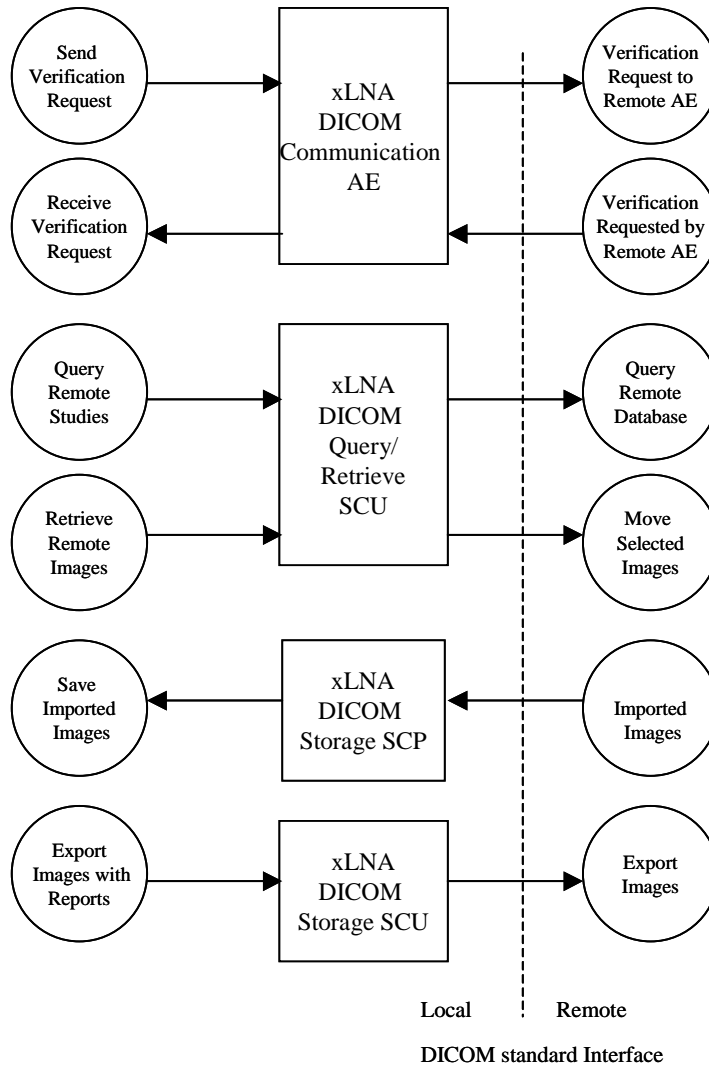 Send
Verification
Request
xLNA
DICOM
Communication
AE
Verification
Request to
Remote AE
Receive
Verification
Request
Verification
Requested by
Remote AE
Query
Remote
Studies
xLNA
DICOM
Query/
Retrieve
SCU
Query
Remote
Database
Retrieve
Remote
Images
Move
Selected
Images
Save
Imported
Images
xLNA
DICOM
Storage SCP
Imported
Images
Export
Images with
Reports
xLNA
DICOM
Storage SCU
Export
Images
Local
Remote
DICOM standard Interface